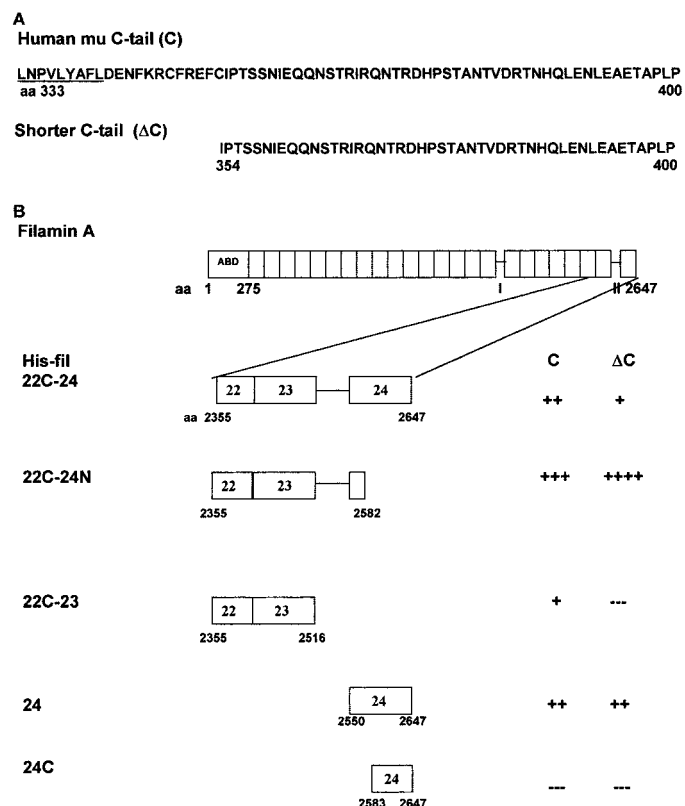 A
Human mu C-tail (C)
LNPVLYAFLDENFKRCFREFCIPTSSNIEQQNSTRIRQNTRDHPSTANTVDRTNHQLENLEAETAPLP
aa 333 400
Shorter C-tail (ΔC)
IPTSSNIEQQNSTRIRQNTRDHPSTANTVDRTNHQLENLEAETAPLP
354 400
B
Filamin A
ABD
aa 1 275 I II 2647
His-fil C ΔC
22C-24 22 23 24 ++ +
aa 2355 2647
22C-24N 22 23 +++ ++++
2355 2582
22C-23 22 23 + ---
2355 2516
24 24 ++ ++
2550 2647
24C 24 --- ---
2583 2647